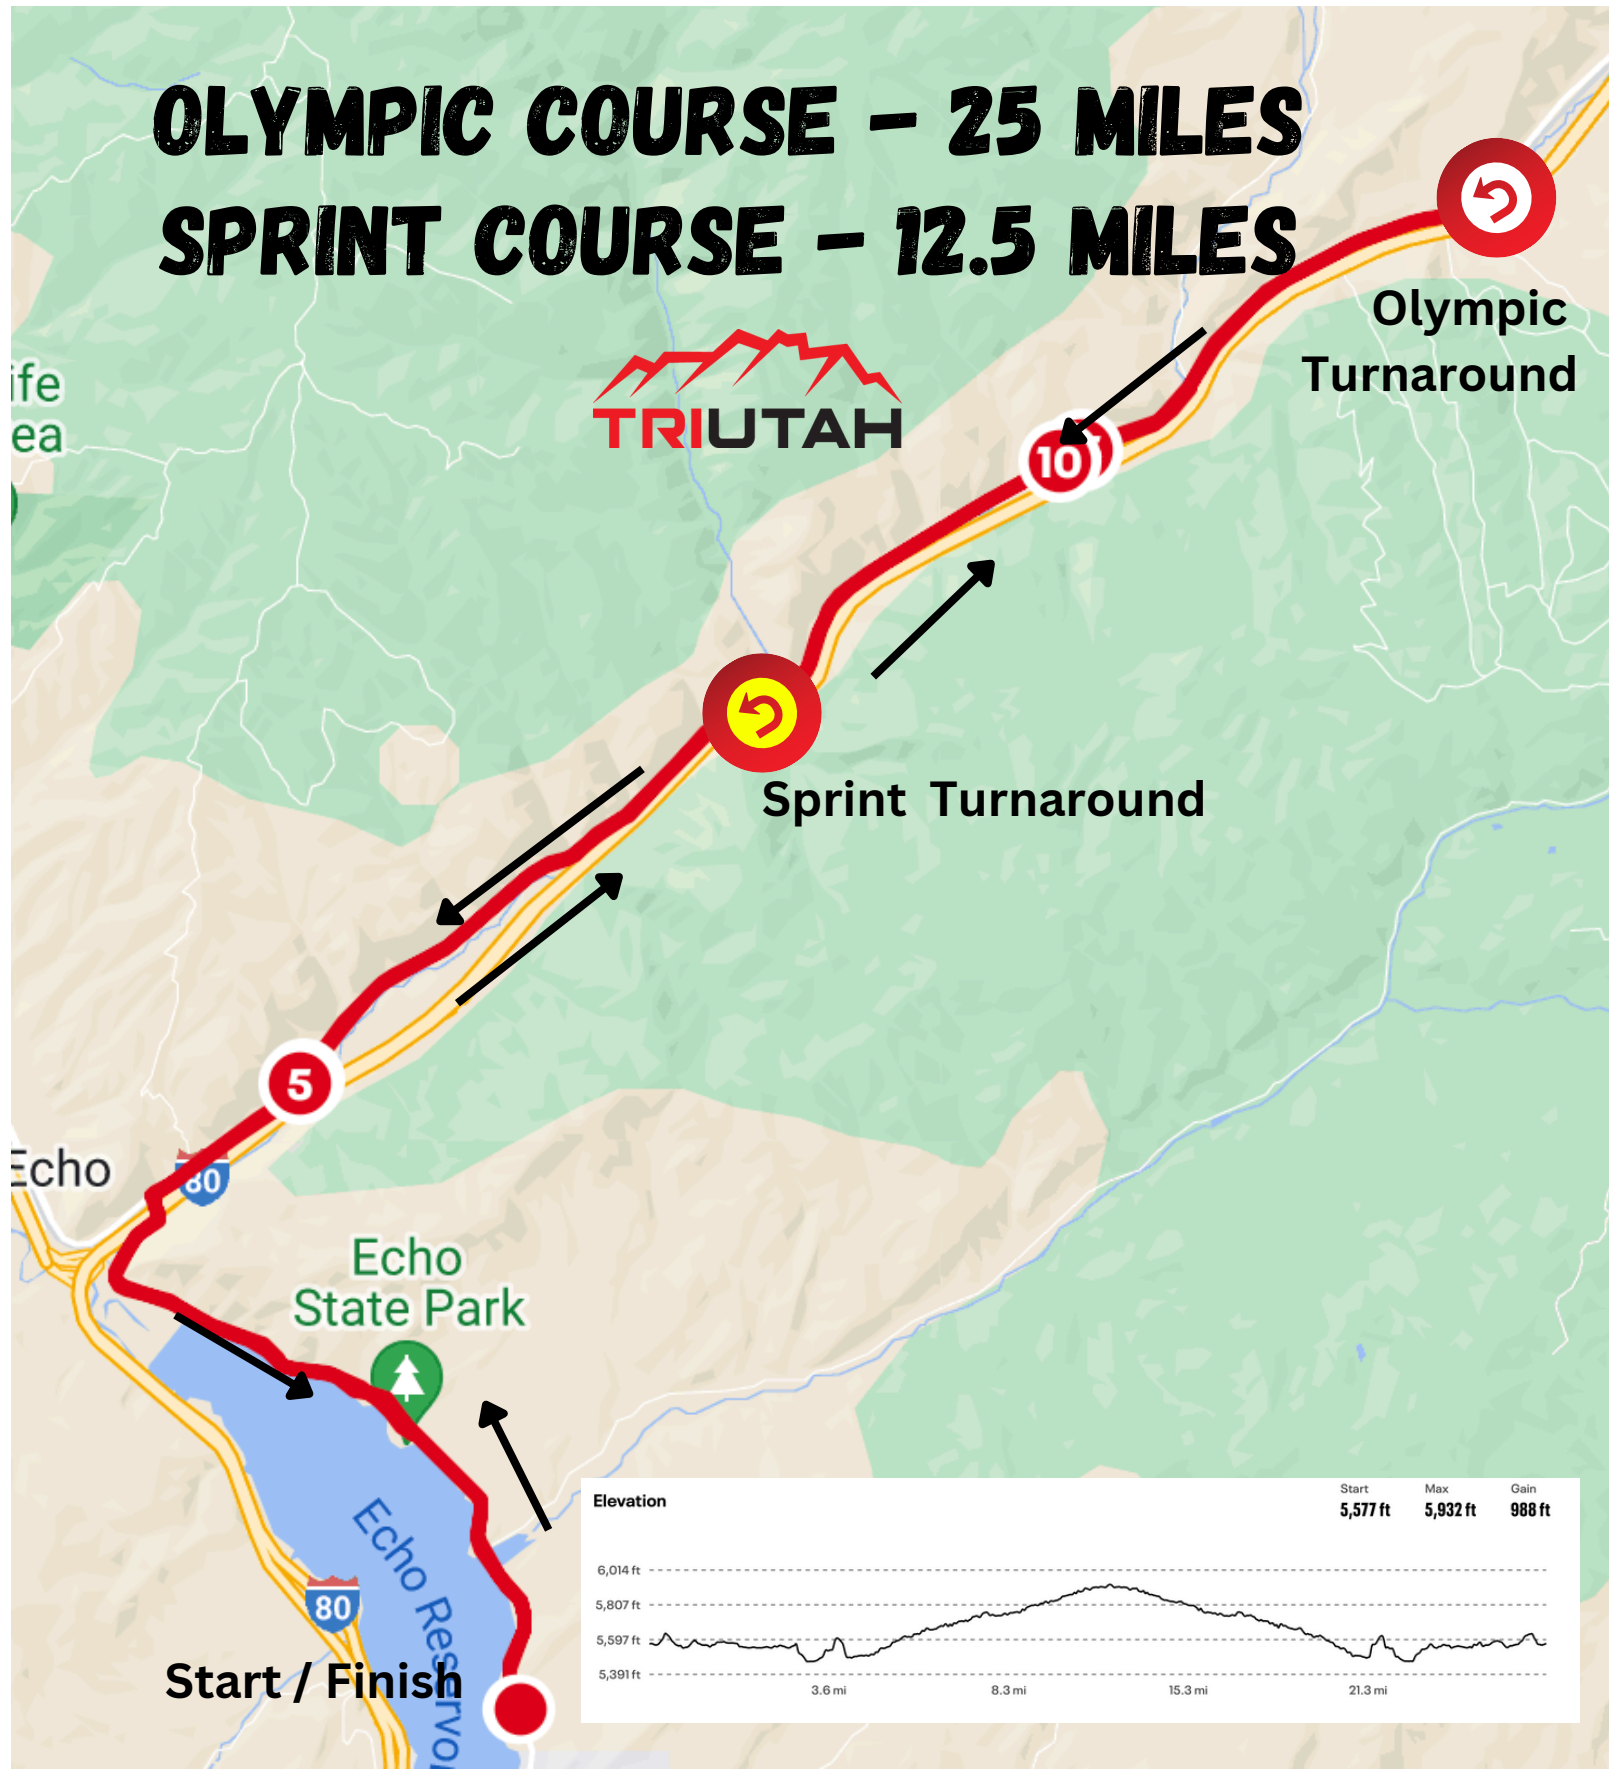 OLYMPIC COURSE – 25 MILES
SPRINT COURSE – 12.5 MILES
Olympic
Turnaround
TRIUTAH
ife
ea
10
Sprint Turnaround
5
Echo
80
Echo
State Park
Echo Reservoi
80
Start / Finish
Elevation
Start
5,577 ft
Max
5,932 ft
Gain
988 ft
6,014 ft
5,807 ft
5,597 ft
5,391 ft
3.6 mi
8.3 mi
15.3 mi
21.3 mi